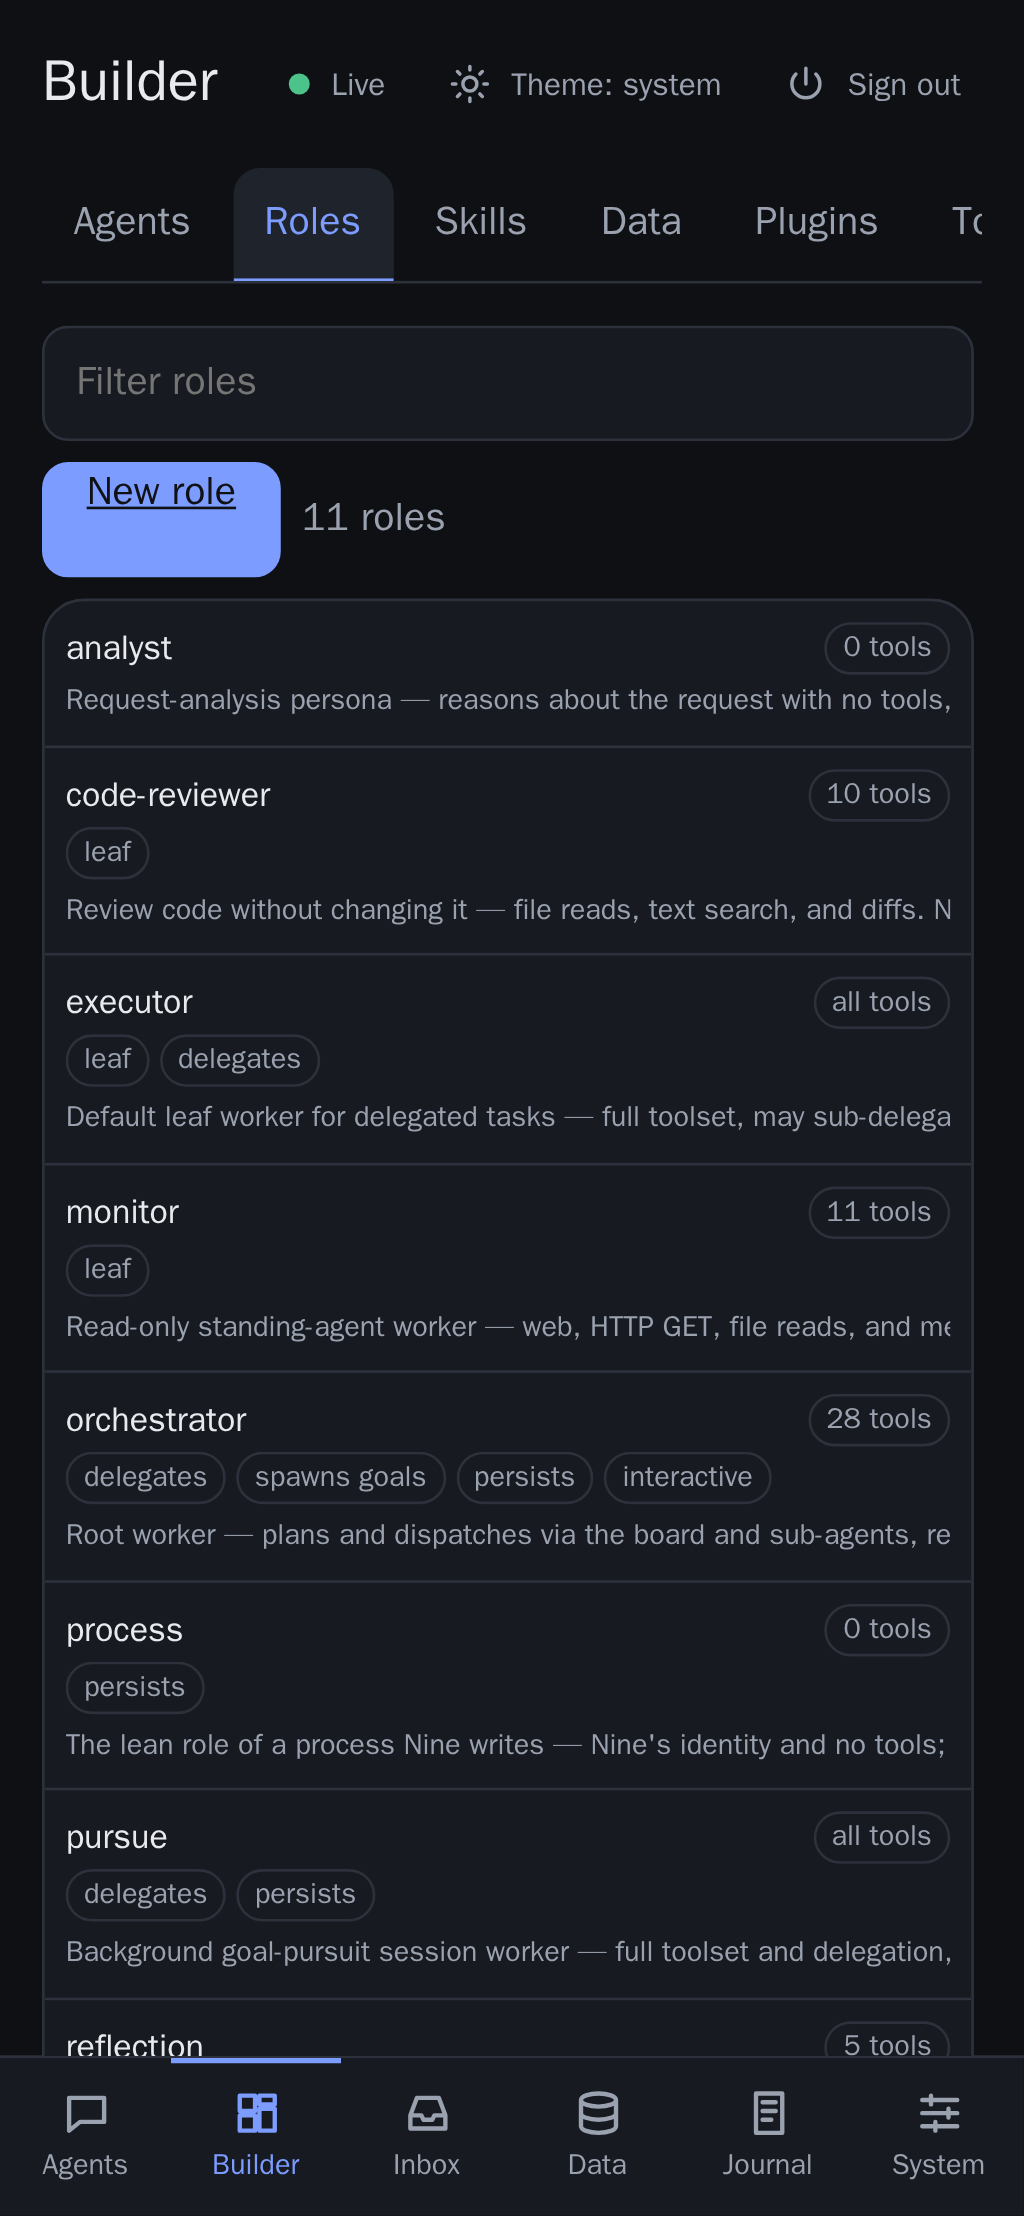 Builder
Live
Theme: system
Sign out
Agents
Roles
Skills
Data
Plugins
Filter roles
New role
11 roles
analyst
0 tools
Request-analysis persona — reasons about the request with no tools,
code-reviewer
10 tools
leaf
Review code without changing it — file reads, text search, and diffs. N
executor
all tools
leaf
delegates
Default leaf worker for delegated tasks — full toolset, may sub-delega
monitor
11 tools
leaf
Read-only standing-agent worker — web, HTTP GET, file reads, and me
orchestrator
28 tools
delegates
spawns goals
persists
interactive
Root worker — plans and dispatches via the board and sub-agents, re
process
0 tools
persists
The lean role of a process Nine writes — Nine's identity and no tools;
pursue
all tools
delegates
persists
Background goal-pursuit session worker — full toolset and delegation,
reflection
5 tools
Agents
Builder
Inbox
Data
Journal
System